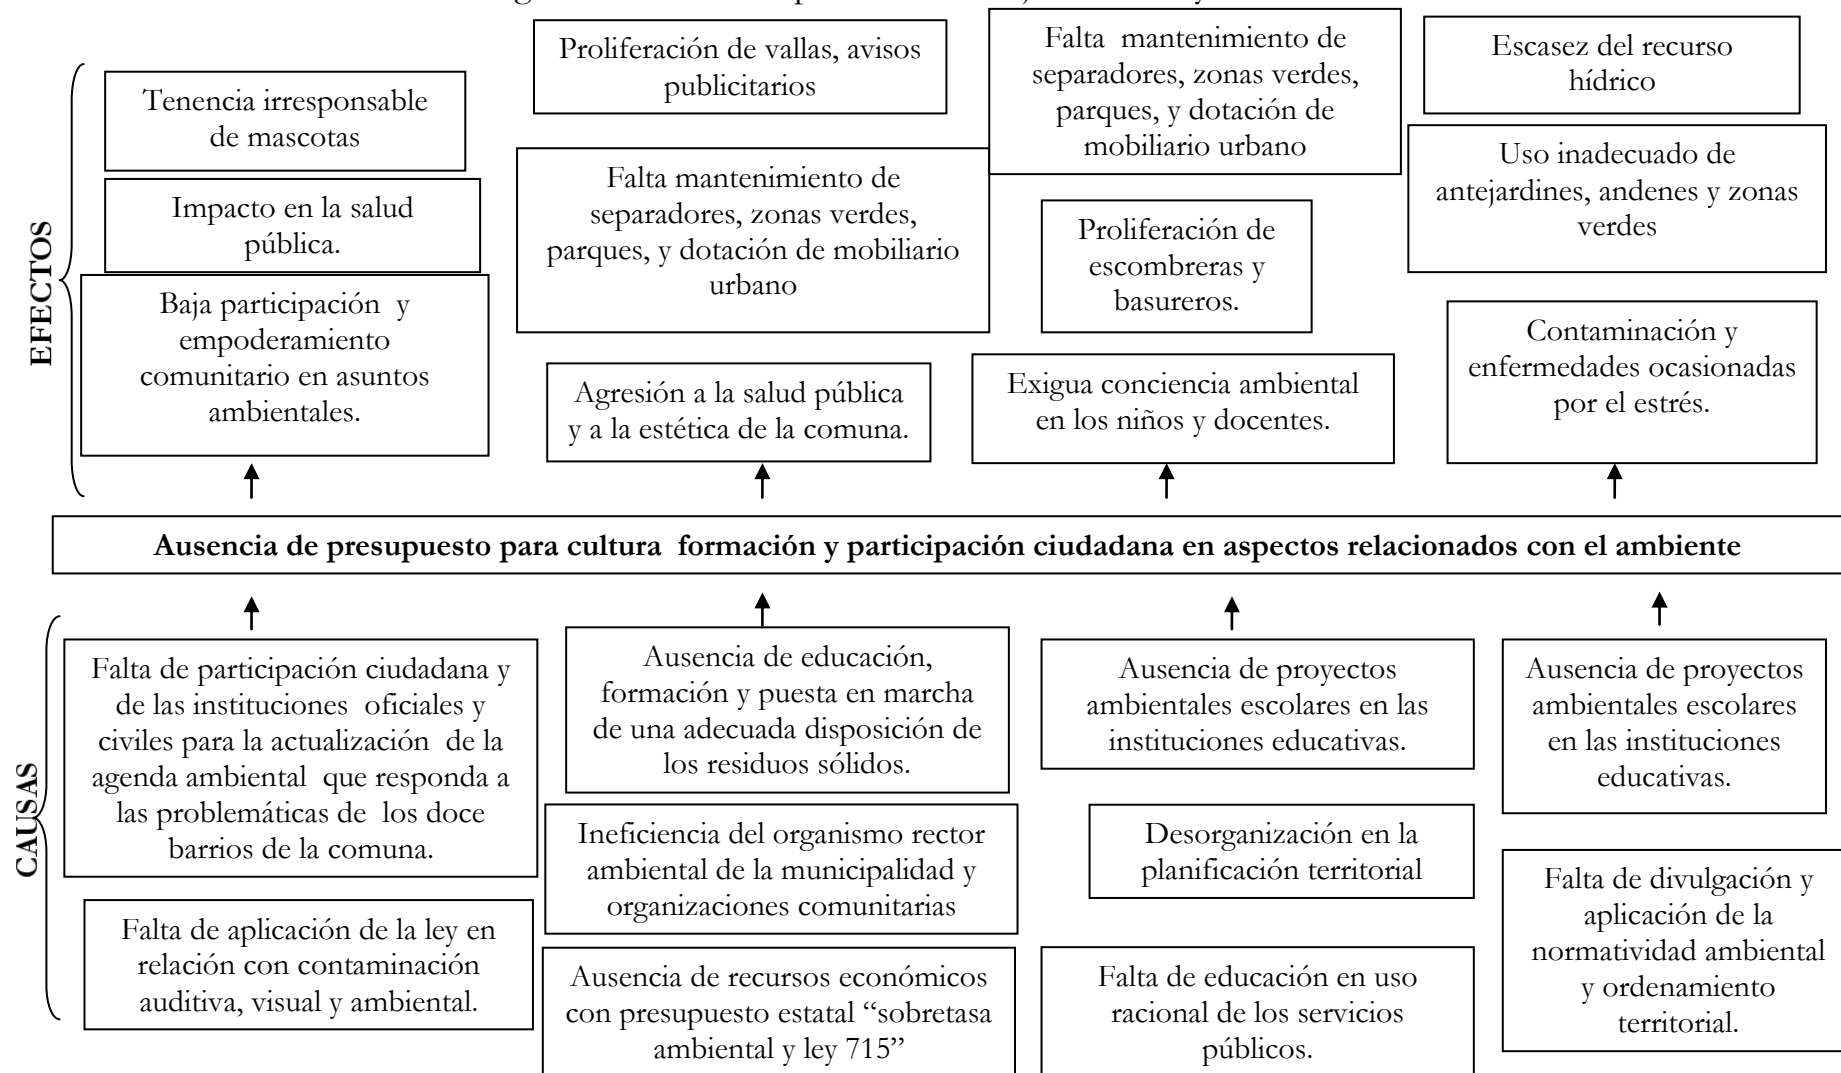 Proliferación de vallas, avisos
publicitarios
Falta mantenimiento de
separadores, zonas verdes,
parques, y dotación de
mobiliario urbano
Escasez del recurso
hídrico
Tenencia irresponsable
de mascotas
Uso inadecuado de
antejardines, andenes y zonas
verdes
Falta mantenimiento de
separadores, zonas verdes,
parques, y dotación de mobiliario
urbano
Impacto en la salud
pública.
Proliferación de
escombreras y
basureros.
EFECTOS
Baja participación y
empoderamiento
comunitario en asuntos
ambientales.
Contaminación y
enfermedades ocasionadas
por el estrés.
Agresión a la salud pública
y a la estética de la comuna.
Exigua conciencia ambiental
en los niños y docentes.
Ausencia de presupuesto para cultura formación y participación ciudadana en aspectos relacionados con el ambiente
CAUSAS
Falta de participación ciudadana y
de las instituciones oficiales y
civiles para la actualización de la
agenda ambiental que responda a
las problemáticas de los doce
barrios de la comuna.
Ausencia de educación,
formación y puesta en marcha
de una adecuada disposición de
los residuos sólidos.
Ausencia de proyectos
ambientales escolares en las
instituciones educativas.
Ausencia de proyectos
ambientales escolares
en las instituciones
educativas.
Ineficiencia del organismo rector
ambiental de la municipalidad y
organizaciones comunitarias
Desorganización en la
planificación territorial
Falta de divulgación y
aplicación de la
normatividad ambiental
y ordenamiento
territorial.
Falta de aplicación de la ley en
relación con contaminación
auditiva, visual y ambiental.
Ausencia de recursos económicos
con presupuesto estatal “sobretasa
ambiental y ley 715”
Falta de educación en uso
racional de los servicios
públicos.